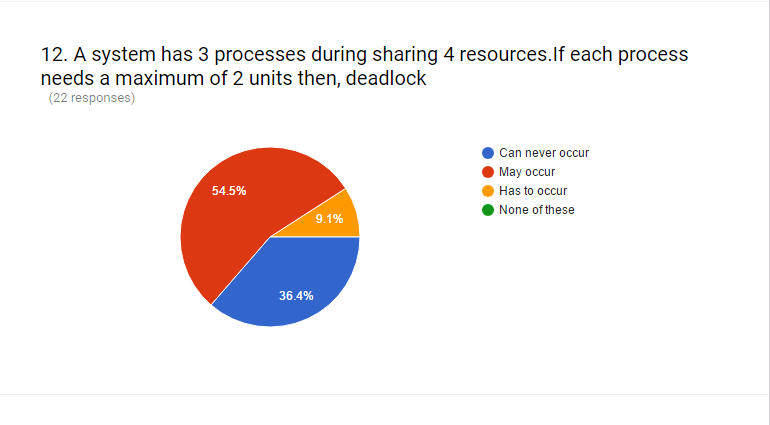 12. A system has 3 processes during sharing 4 resources.If each process
needs a maximum of 2 units then, deadlock
(22 responses)
Can never occur
May occur
Has to occur
None of these
54.5%
9.1%
36.4%